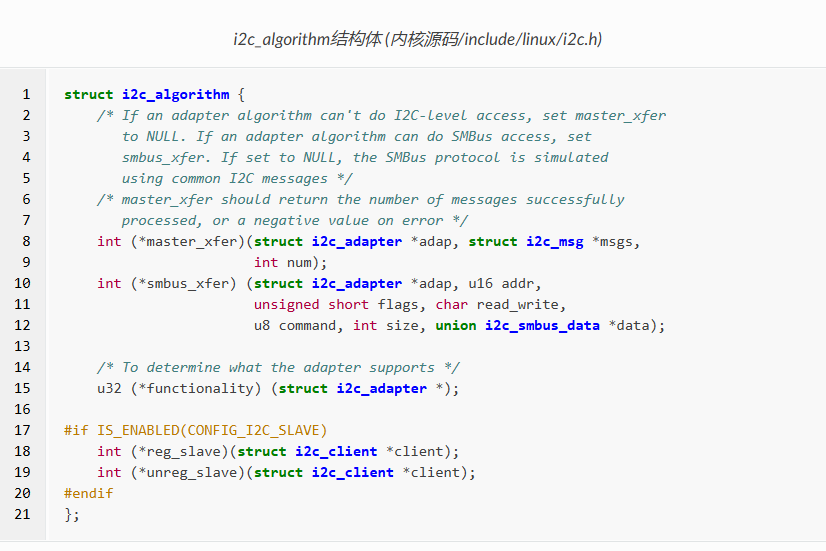 i2c_algorithm结构体 (内核源码/include/linux/i2c.h)
1 struct i2c_algorithm {
2 /* If an adapter algorithm can't do I2C-level access, set master_xfer
3 to NULL. If an adapter algorithm can do SMBus access, set
4 smbus_xfer. If set to NULL, the SMBus protocol is simulated
5 using common I2C messages */
6 /* master_xfer should return the number of messages successfully
7 processed, or a negative value on error */
8 int (*master_xfer)(struct i2c_adapter *adap, struct i2c_msg *msgs,
9 int num);
10 int (*smbus_xfer) (struct i2c_adapter *adap, u16 addr,
11 unsigned short flags, char read_write,
12 u8 command, int size, union i2c_smbus_data *data);
13
14 /* To determine what the adapter supports */
15 u32 (*functionality) (struct i2c_adapter *);
16
17 #if IS_ENABLED(CONFIG_I2C_SLAVE)
18 int (*reg_slave)(struct i2c_client *client);
19 int (*unreg_slave)(struct i2c_client *client);
20 #endif
21 };